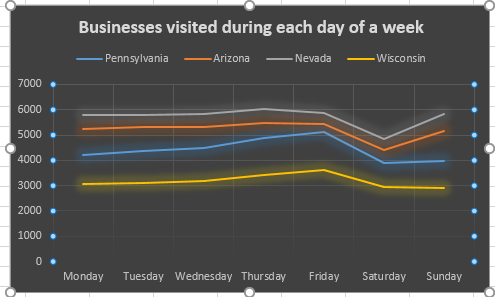 Businesses visited during each day of a week
Pennsylvania Arizona Nevada Wisconsin
7000
6000
5000
4000
3000
2000
1000
0
Monday Tuesday Wednesday Thursday Friday Saturday Sunday